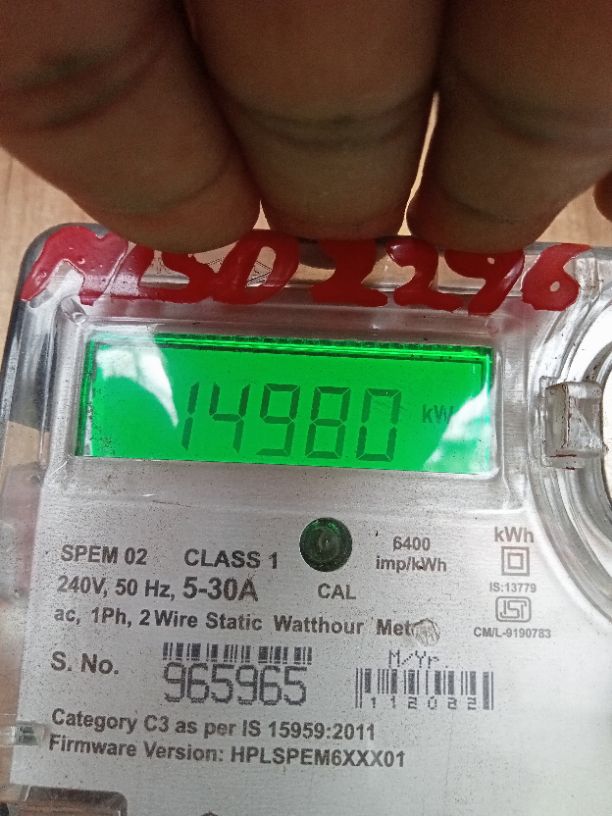 14980 kW
SPEM 02 CLASS 1 6400 imp/kWh kWh
240V, 50 Hz, 5-30A CAL IS:13779
ac, 1Ph, 2 Wire Static Watthour CM/L-9190783
S. No. 965965 M/Yr 112022
Category C3 as per IS 15959:2011
Firmware Version: HPLSPEM6XXX01